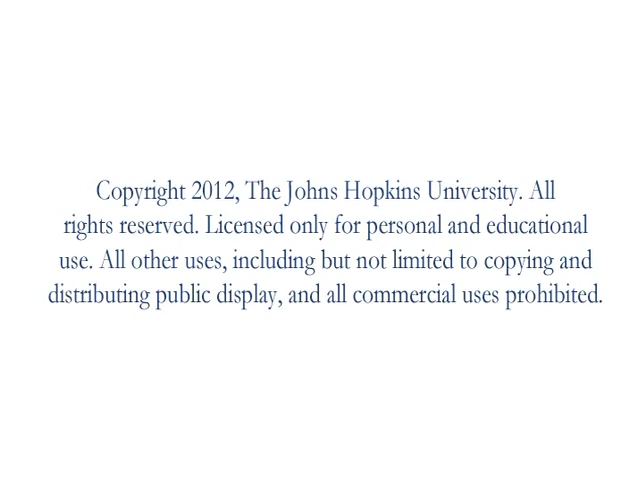 Copyright 2012, The Johns Hopkins University. All
rights reserved. Licensed only for personal and educational
use. All other uses, including but not limited to copying and
distributing public display, and all commercial uses prohibited.